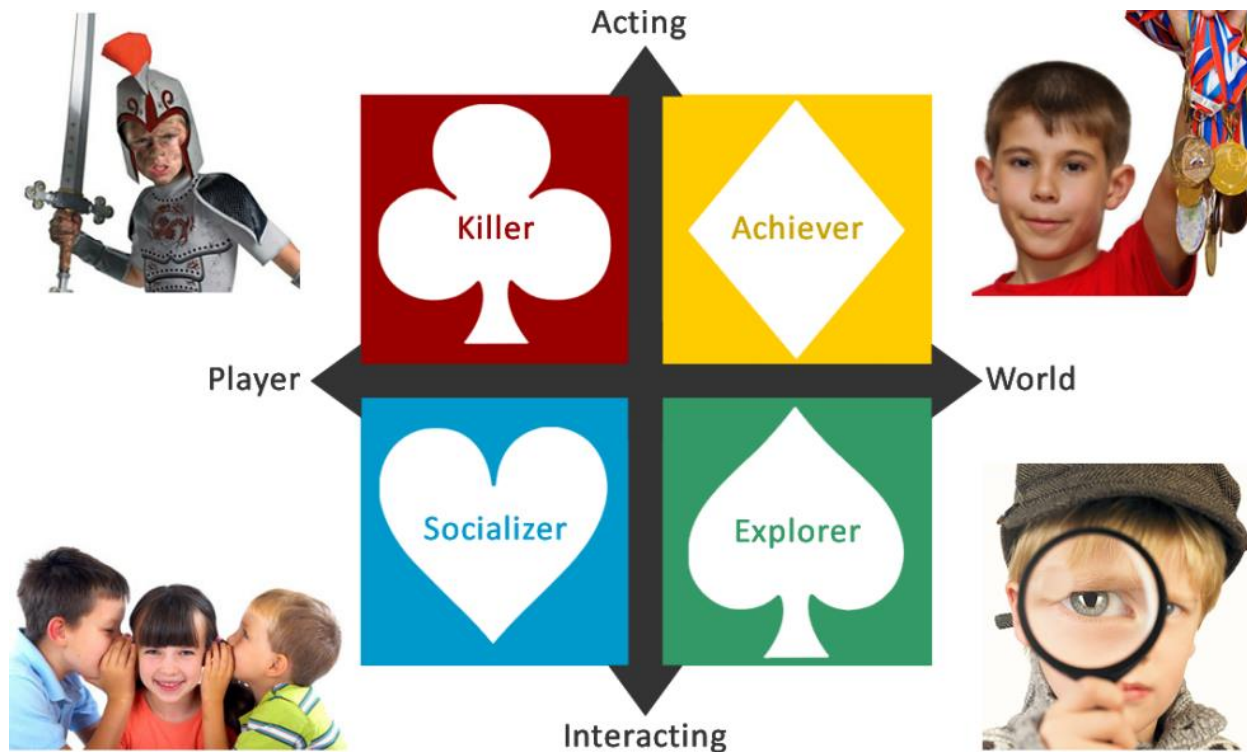 Acting
Killer
Achiever
Player
World
Socializer
Explorer
Interacting